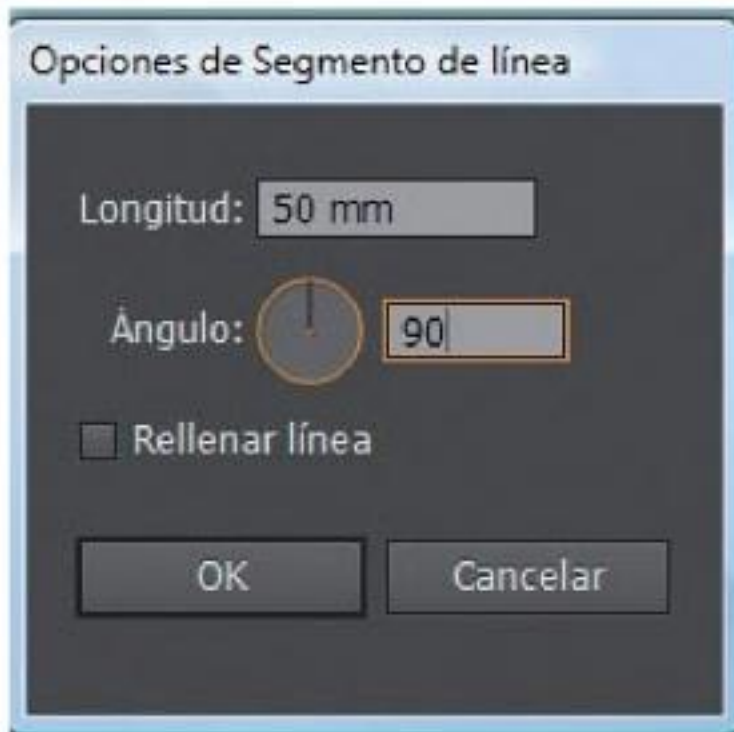 Opciones de Segmento de línea
Longitud: 50 mm
Ángulo: 90
Rellenar línea
OK Cancelar